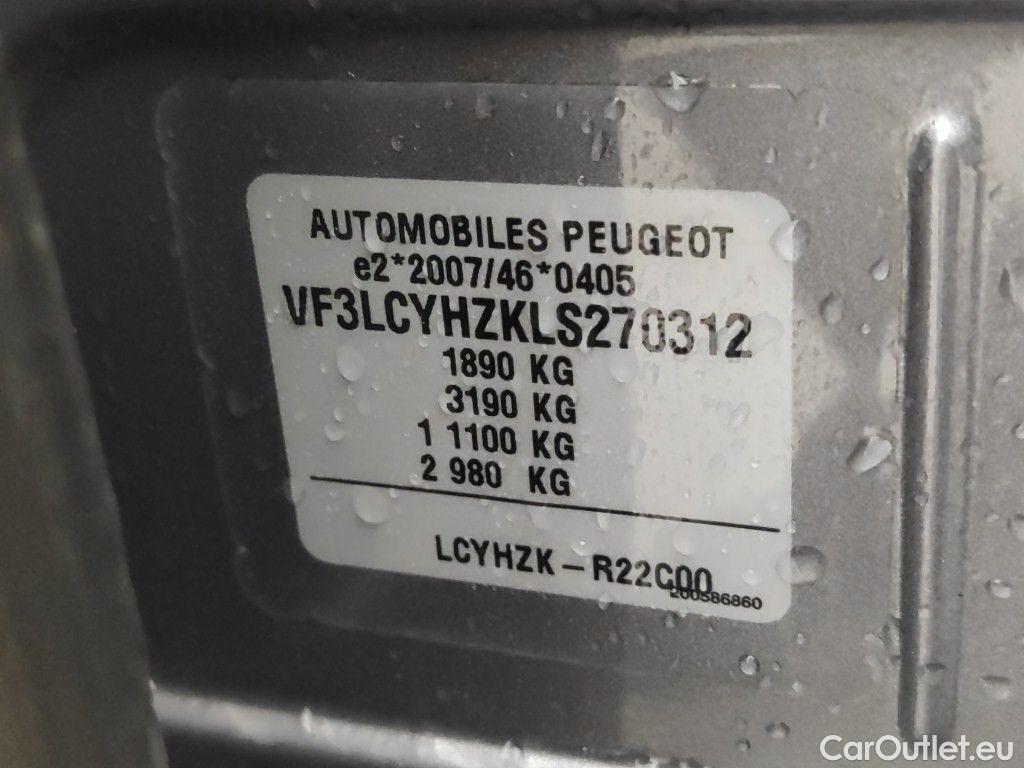 AUTOMOBILES PEUGEOT
e2*2007/46*0405
VF3LCYHZKLS270312
1890 KG
3190 KG
1 1100 KG
2 980 KG
LCYHZK – R22C00
200586860
CarOutlet.eu